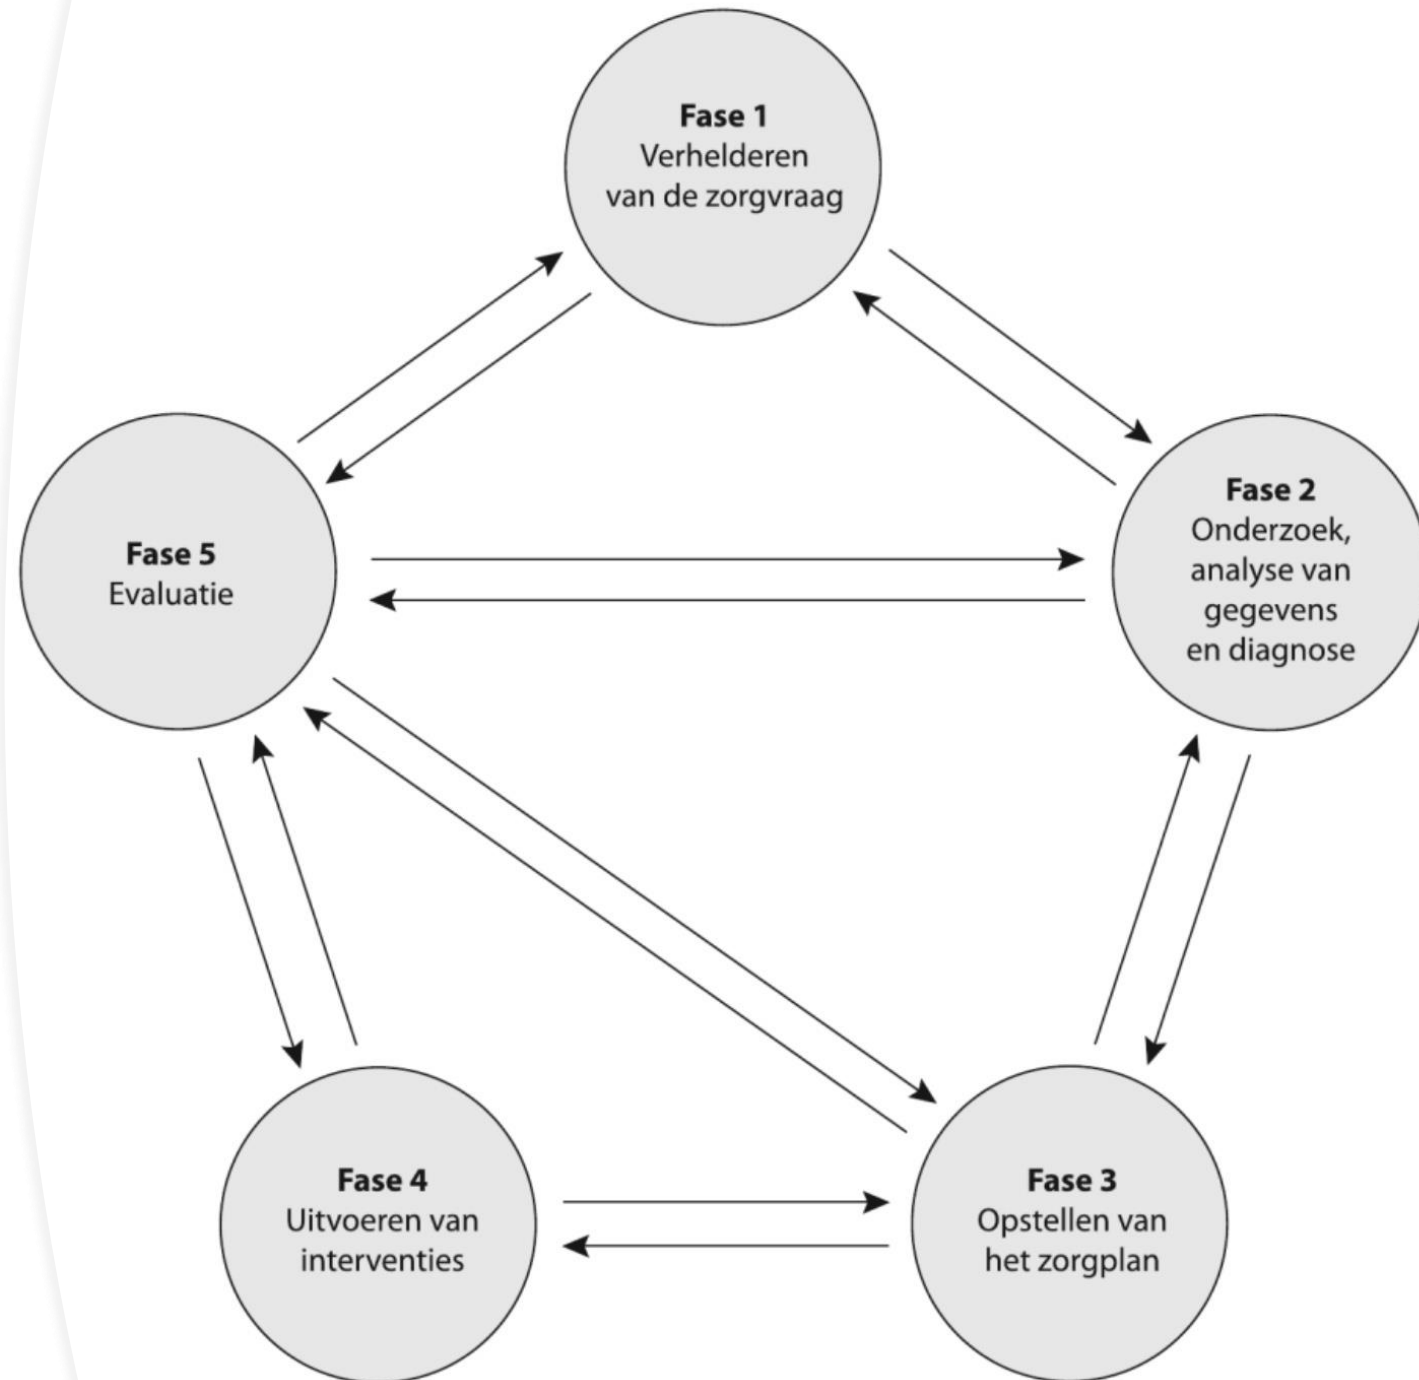 Fase 1
Verhelderen
van de zorgvraag
Fase 2
Onderzoek,
analyse van
gegevens
en diagnose
Fase 3
Opstellen van
het zorgplan
Fase 4
Uitvoeren van
interventies
Fase 5
Evaluatie